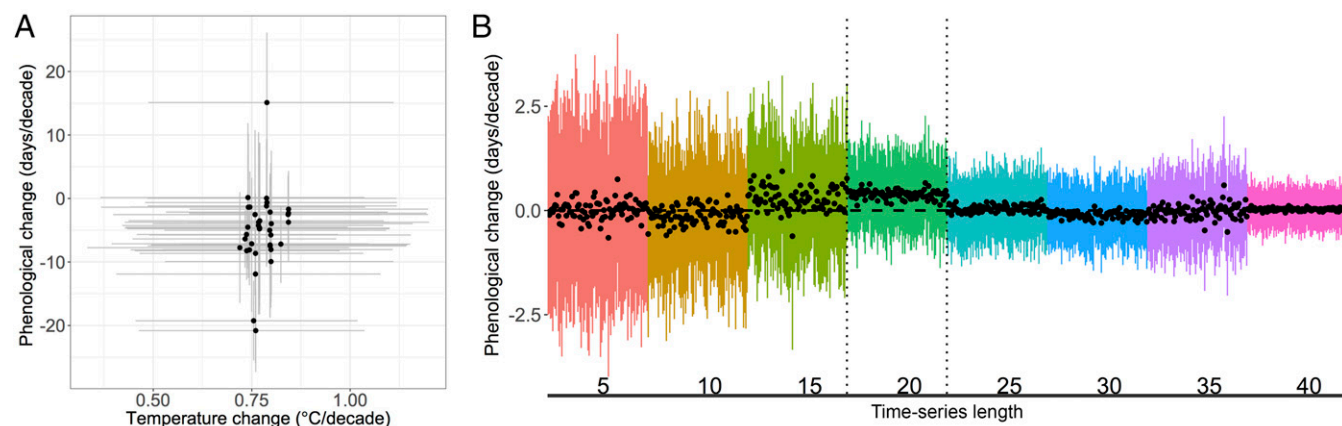 A
Phenological change (days/decade)
20
10
0
-10
-20
0.50 0.75 1.00
Temperature change (°C/decade)
B
Phenological change (days/decade)
2.5
0.0
-2.5
5 10 15 20 25 30 35 40
Time-series length